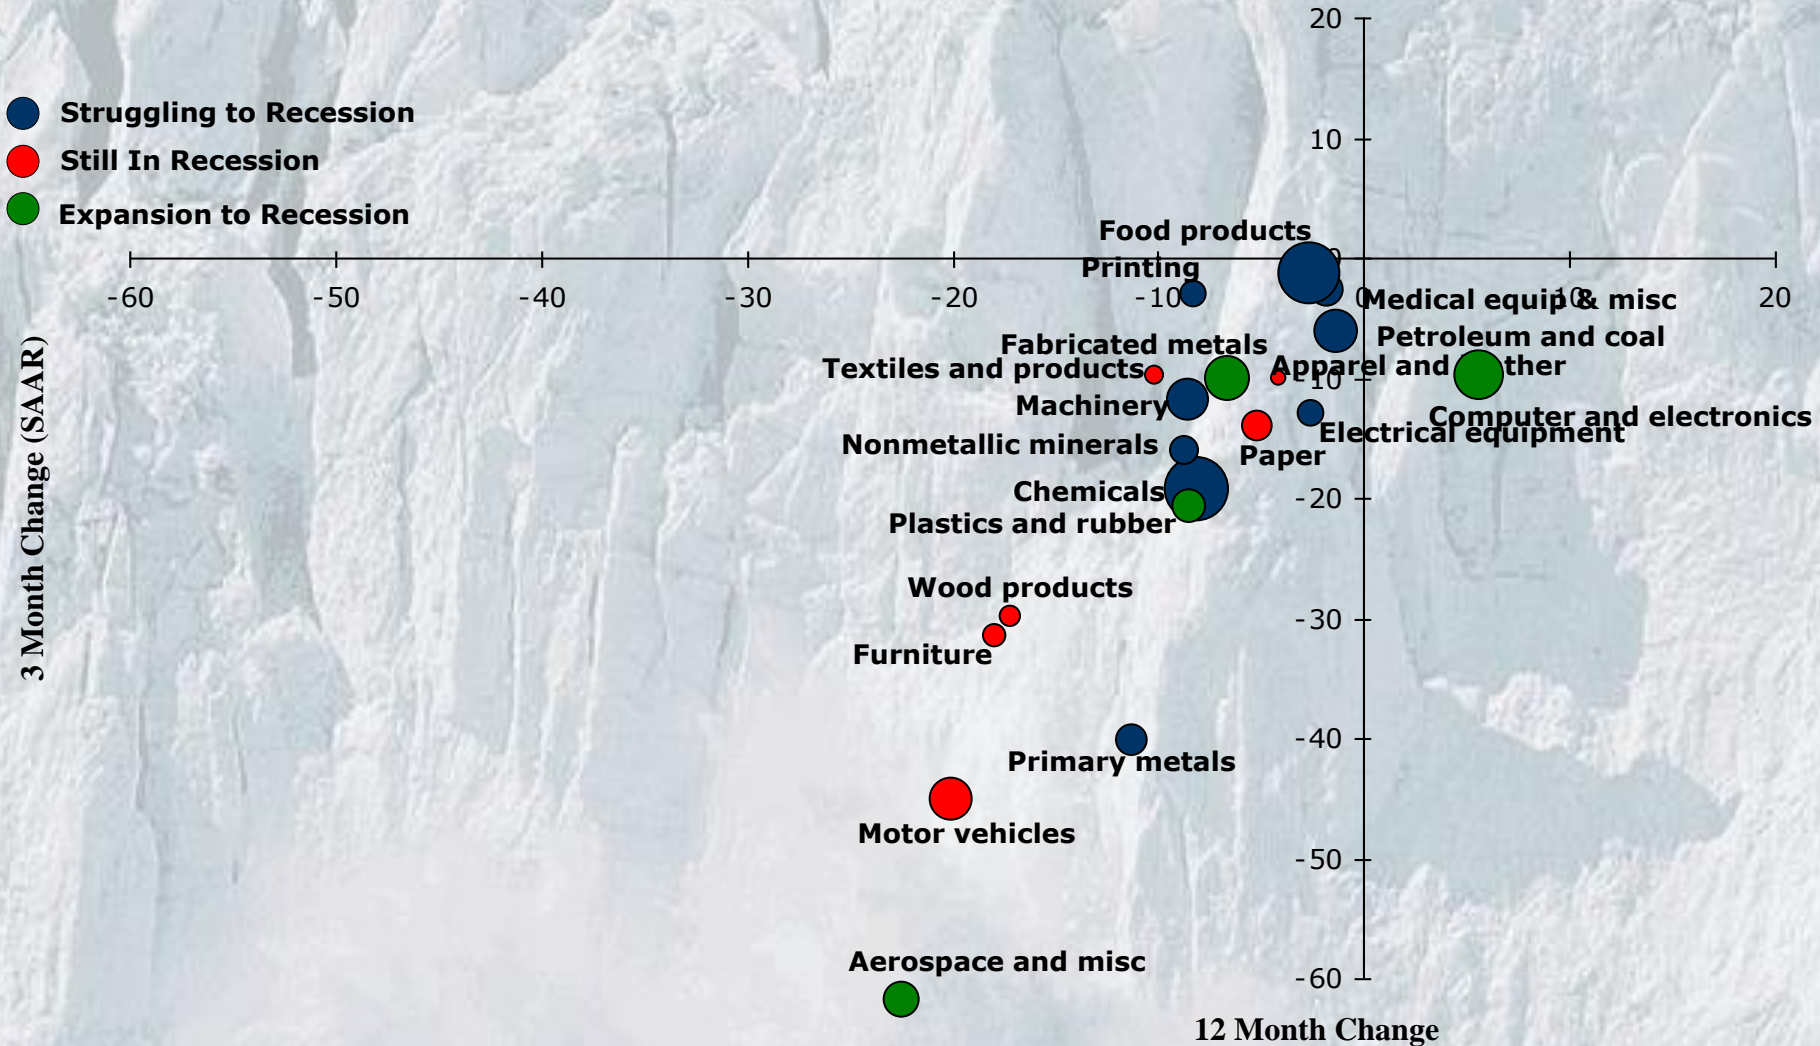 20
10
Struggling to Recession
Still In Recession
Expansion to Recession
Food products
0
Printing
-60
-50
-40
-30
-20
-10
0
10
20
Medical equip & misc
Petroleum and coal
Fabricated metals
Textiles and products
Apparel and
ther
-10
Machinery
Computer and electronics
Electrical equipment
Nonmetallic minerals
Paper
Chemicals
-20
Plastics and rubber
Wood products
-30
Furniture
3 Month Change (SAAR)
-40
Primary metals
Motor vehicles
-50
Aerospace and misc
-60
12 Month Change